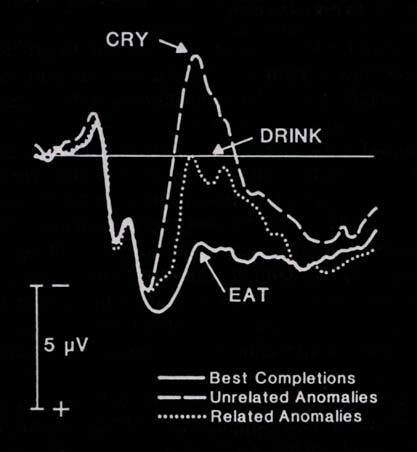 CRY
DRINK
EAT
−
5 μV
+
Best Completions
Unrelated Anomalies
Related Anomalies